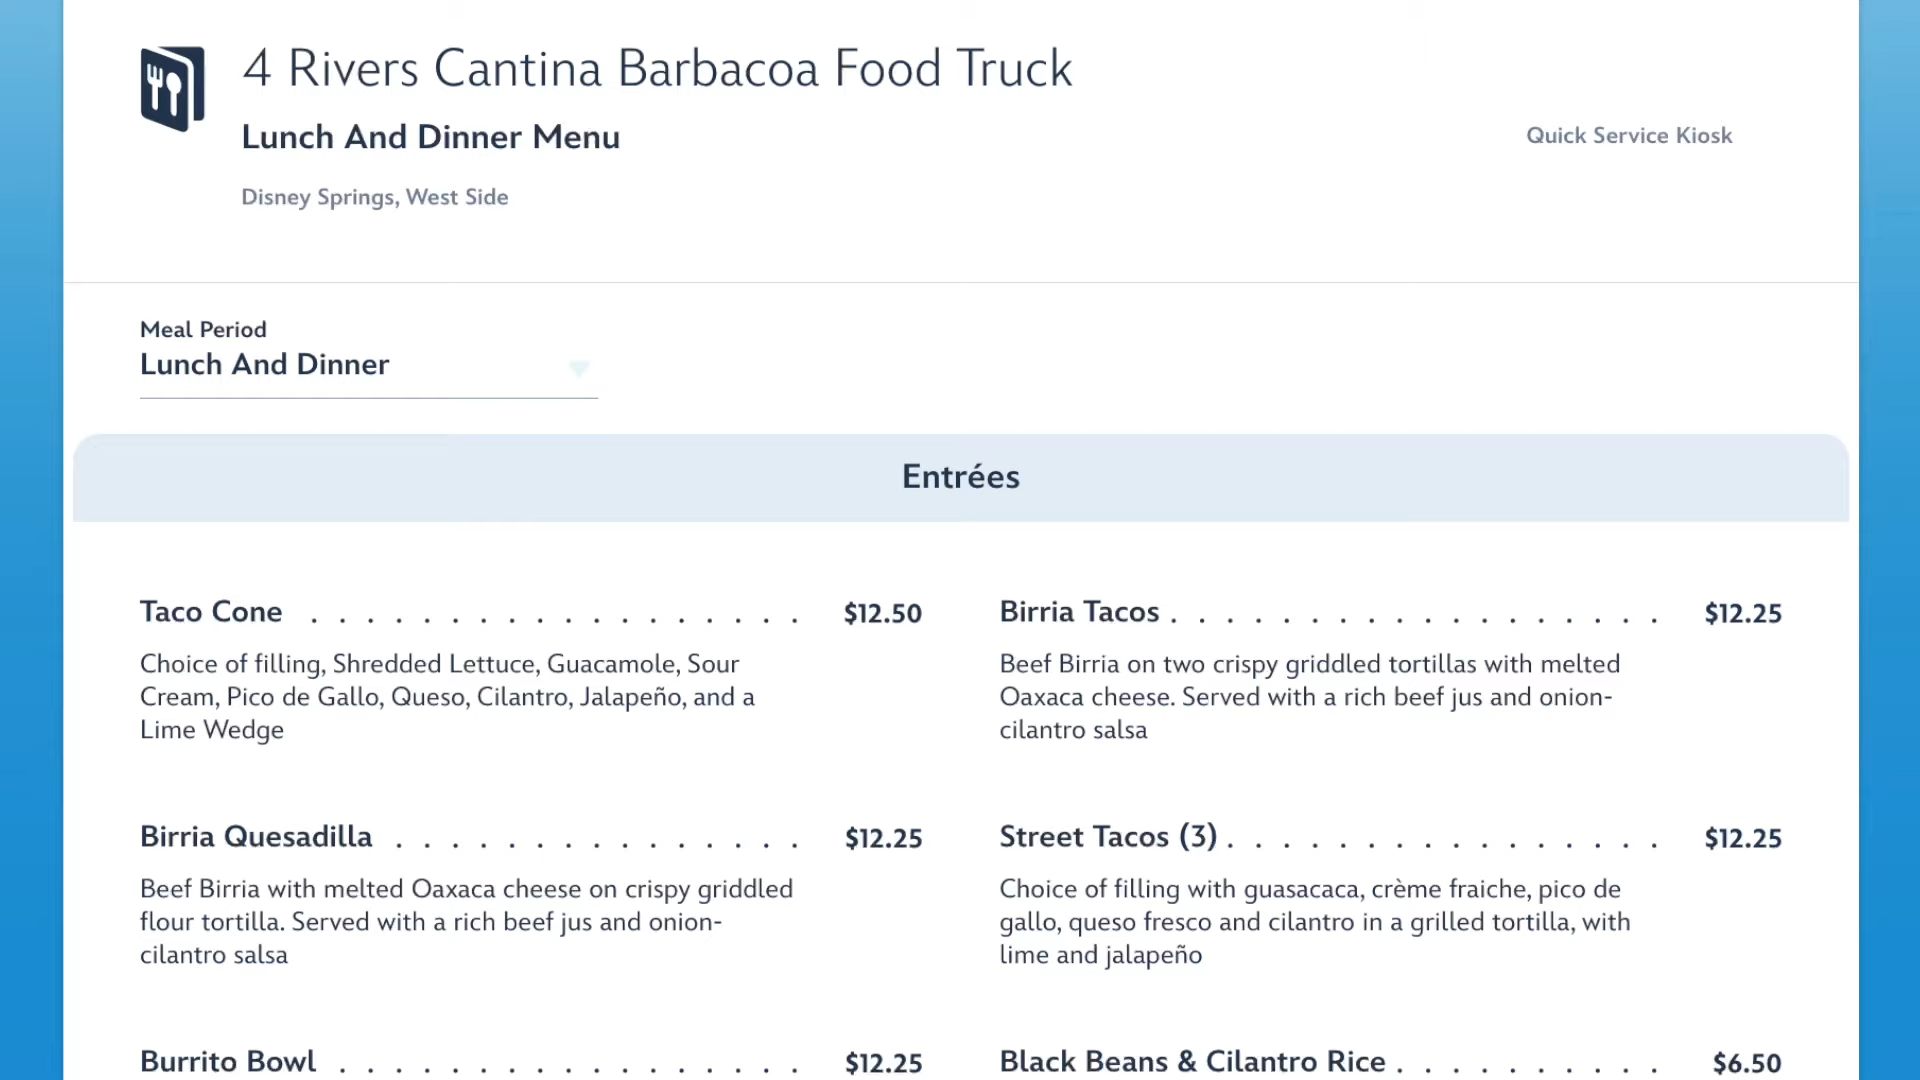 4 Rivers Cantina Barbacoa Food Truck
Lunch And Dinner Menu
Quick Service Kiosk
Disney Springs, West Side
Meal Period
Lunch And Dinner
Entrées
Taco Cone . . . . . . . . . . . . . . . . . . $12.50
Choice of filling, Shredded Lettuce, Guacamole, Sour
Cream, Pico de Gallo, Queso, Cilantro, Jalapeño, and a
Lime Wedge
Birria Tacos . . . . . . . . . . . . . . . . . . $12.25
Beef Birria on two crispy griddled tortillas with melted
Oaxaca cheese. Served with a rich beef jus and onion-
cilantro salsa
Birria Quesadilla . . . . . . . . . . . . . . . $12.25
Beef Birria with melted Oaxaca cheese on crispy griddled
flour tortilla. Served with a rich beef jus and onion-
cilantro salsa
Street Tacos (3) . . . . . . . . . . . . . . . . $12.25
Choice of filling with guasacaca, crème fraiche, pico de
gallo, queso fresco and cilantro in a grilled tortilla, with
lime and jalapeño
Burrito Bowl . . . . . . . . . . . . . . . . . $12.25
Black Beans & Cilantro Rice . . . . . . . . . . $6.50